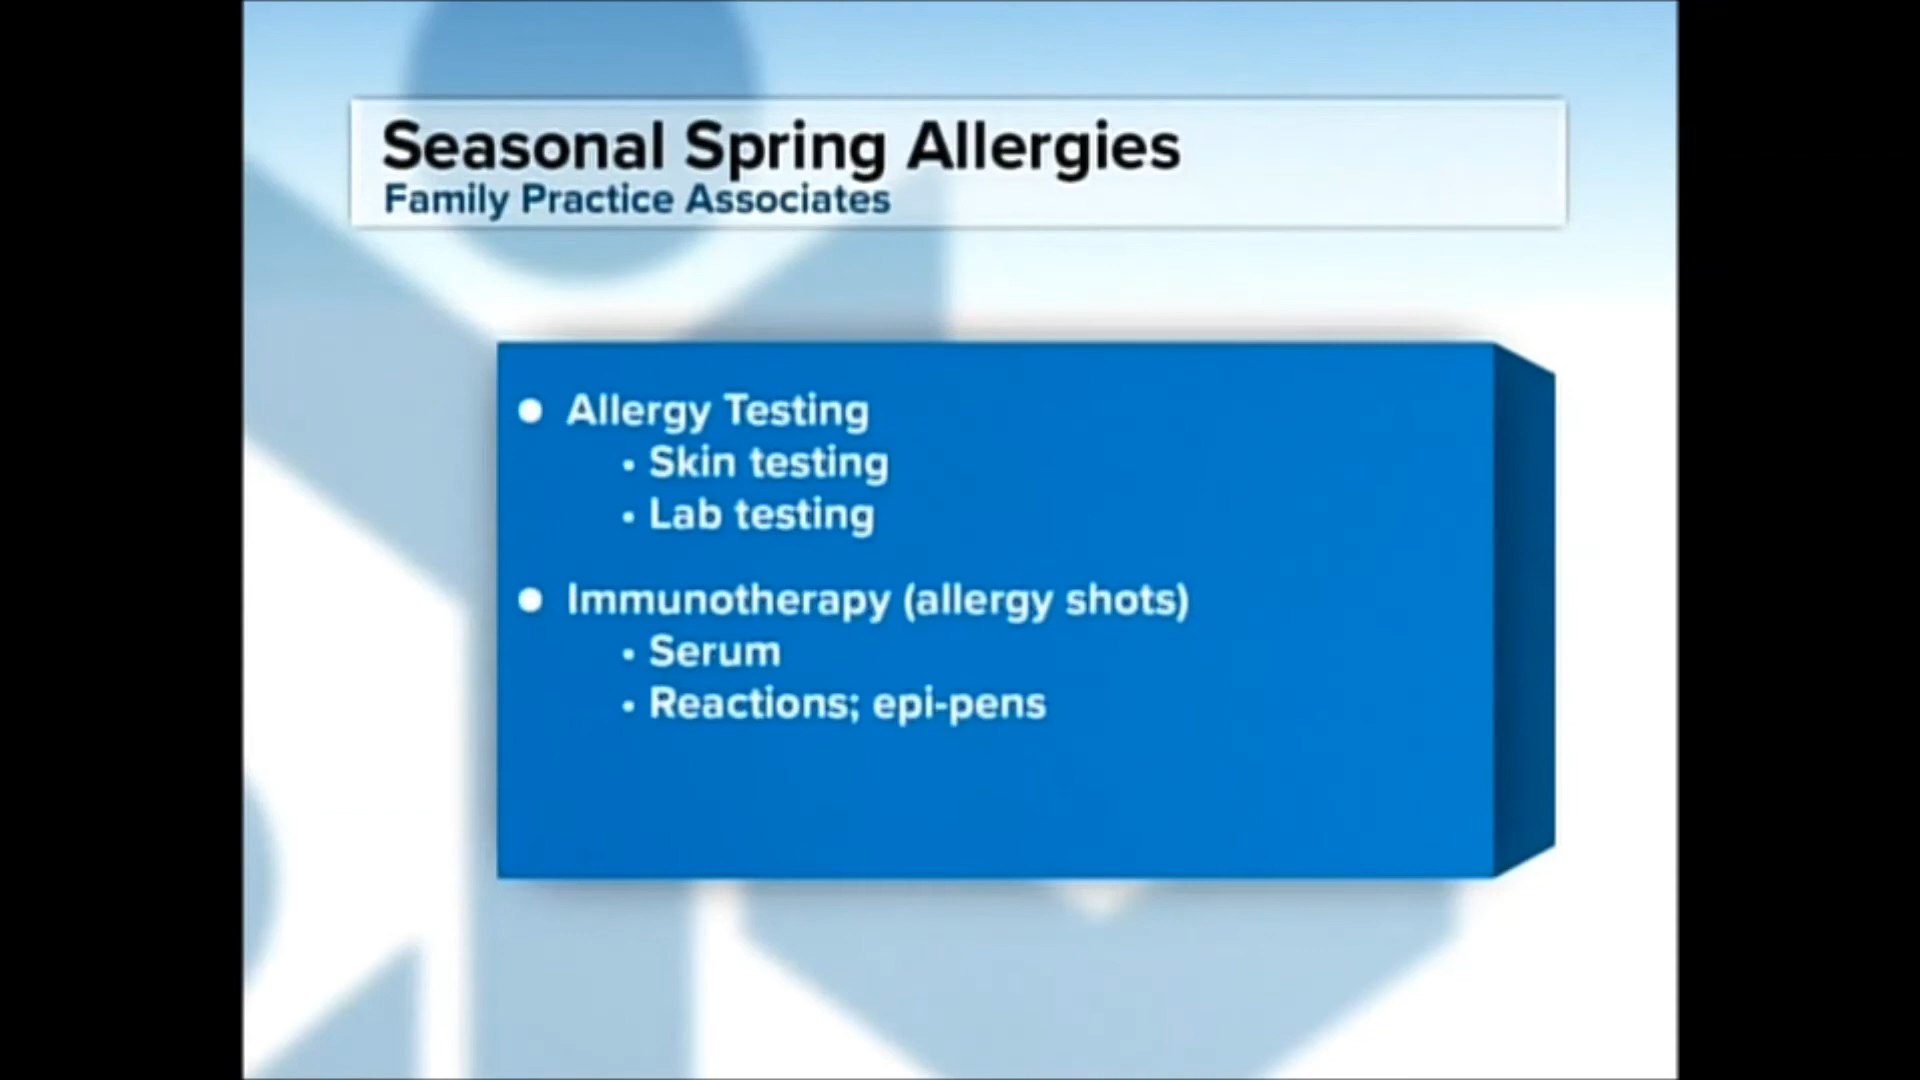 Seasonal Spring Allergies
Family Practice Associates
● Allergy Testing
• Skin testing
• Lab testing
● Immunotherapy (allergy shots)
• Serum
• Reactions; epi-pens